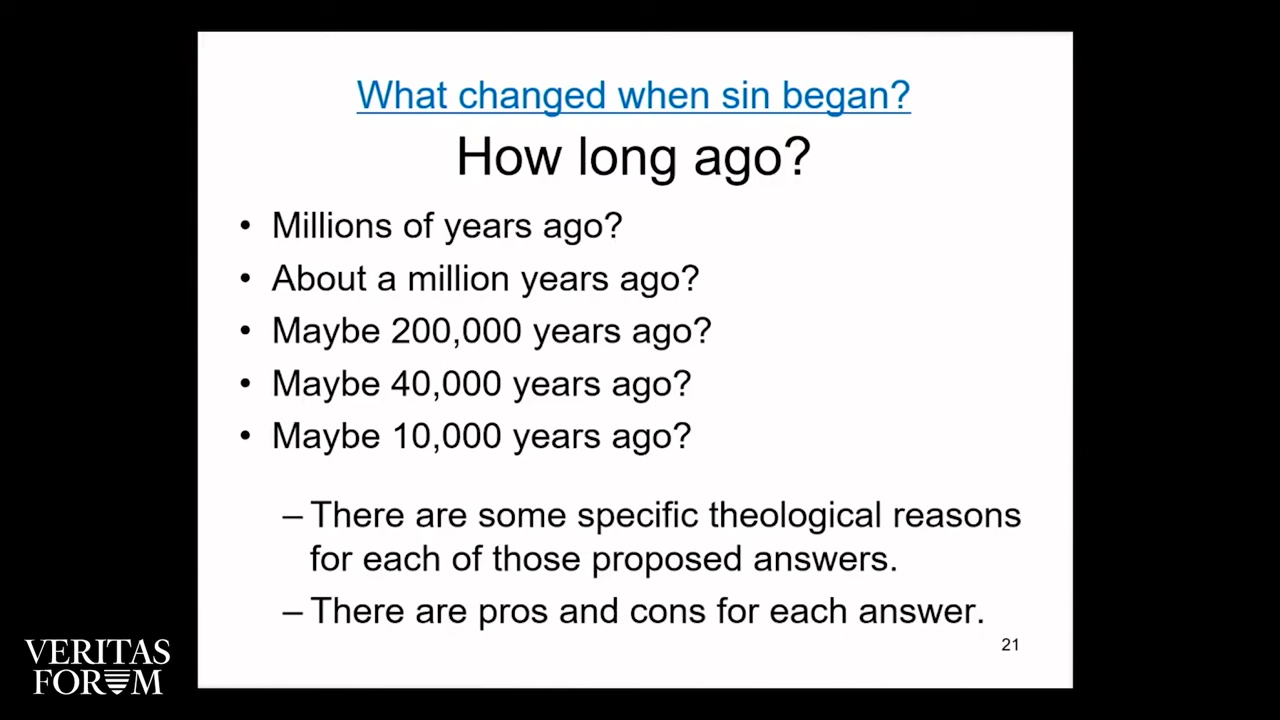 What changed when sin began?
How long ago?
• Millions of years ago?
• About a million years ago?
• Maybe 200,000 years ago?
• Maybe 40,000 years ago?
• Maybe 10,000 years ago?
– There are some specific theological reasons
for each of those proposed answers.
– There are pros and cons for each answer.
21
VERITAS
FORUM